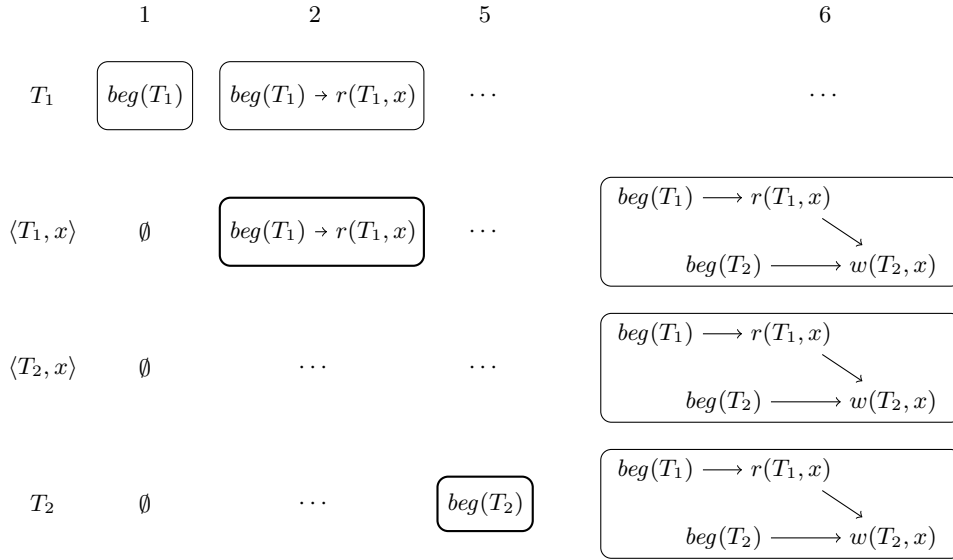 1 2 5 6
T₁ beg(T₁) beg(T₁) → r(T₁, x) ··· ···
beg(T₁) ⟶ r(T₁, x)
⟨T₁, x⟩ ∅ beg(T₁) → r(T₁, x) ···
beg(T₂) ⟶ w(T₂, x)
beg(T₁) ⟶ r(T₁, x)
⟨T₂, x⟩ ∅ ··· ···
beg(T₂) ⟶ w(T₂, x)
beg(T₁) ⟶ r(T₁, x)
T₂ ∅ ··· beg(T₂)
beg(T₂) ⟶ w(T₂, x)